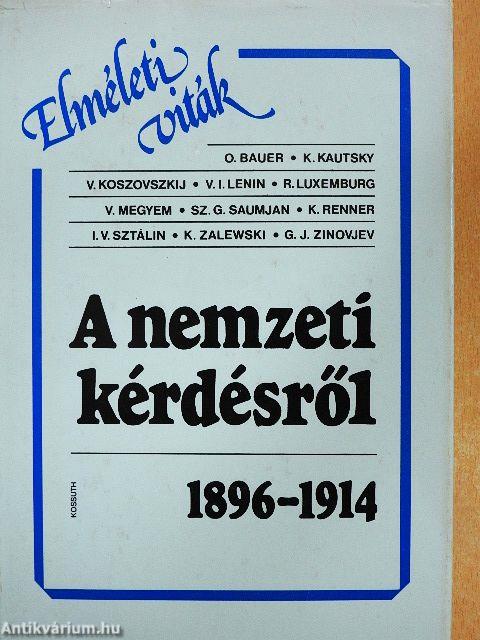 Elméleti
viták
O. BAUER • K. KAUTSKY
V. KOSZOVSZKIJ • V. I. LENIN • R. LUXEMBURG
V. MEGYEM • SZ. G. SAUMJAN • K. RENNER
I. V. SZTÁLIN • K. ZALEWSKI • G. J. ZINOVJEV
A nemzeti
kérdésről
KOSSUTH
1896–1914
Antikvárium.hu